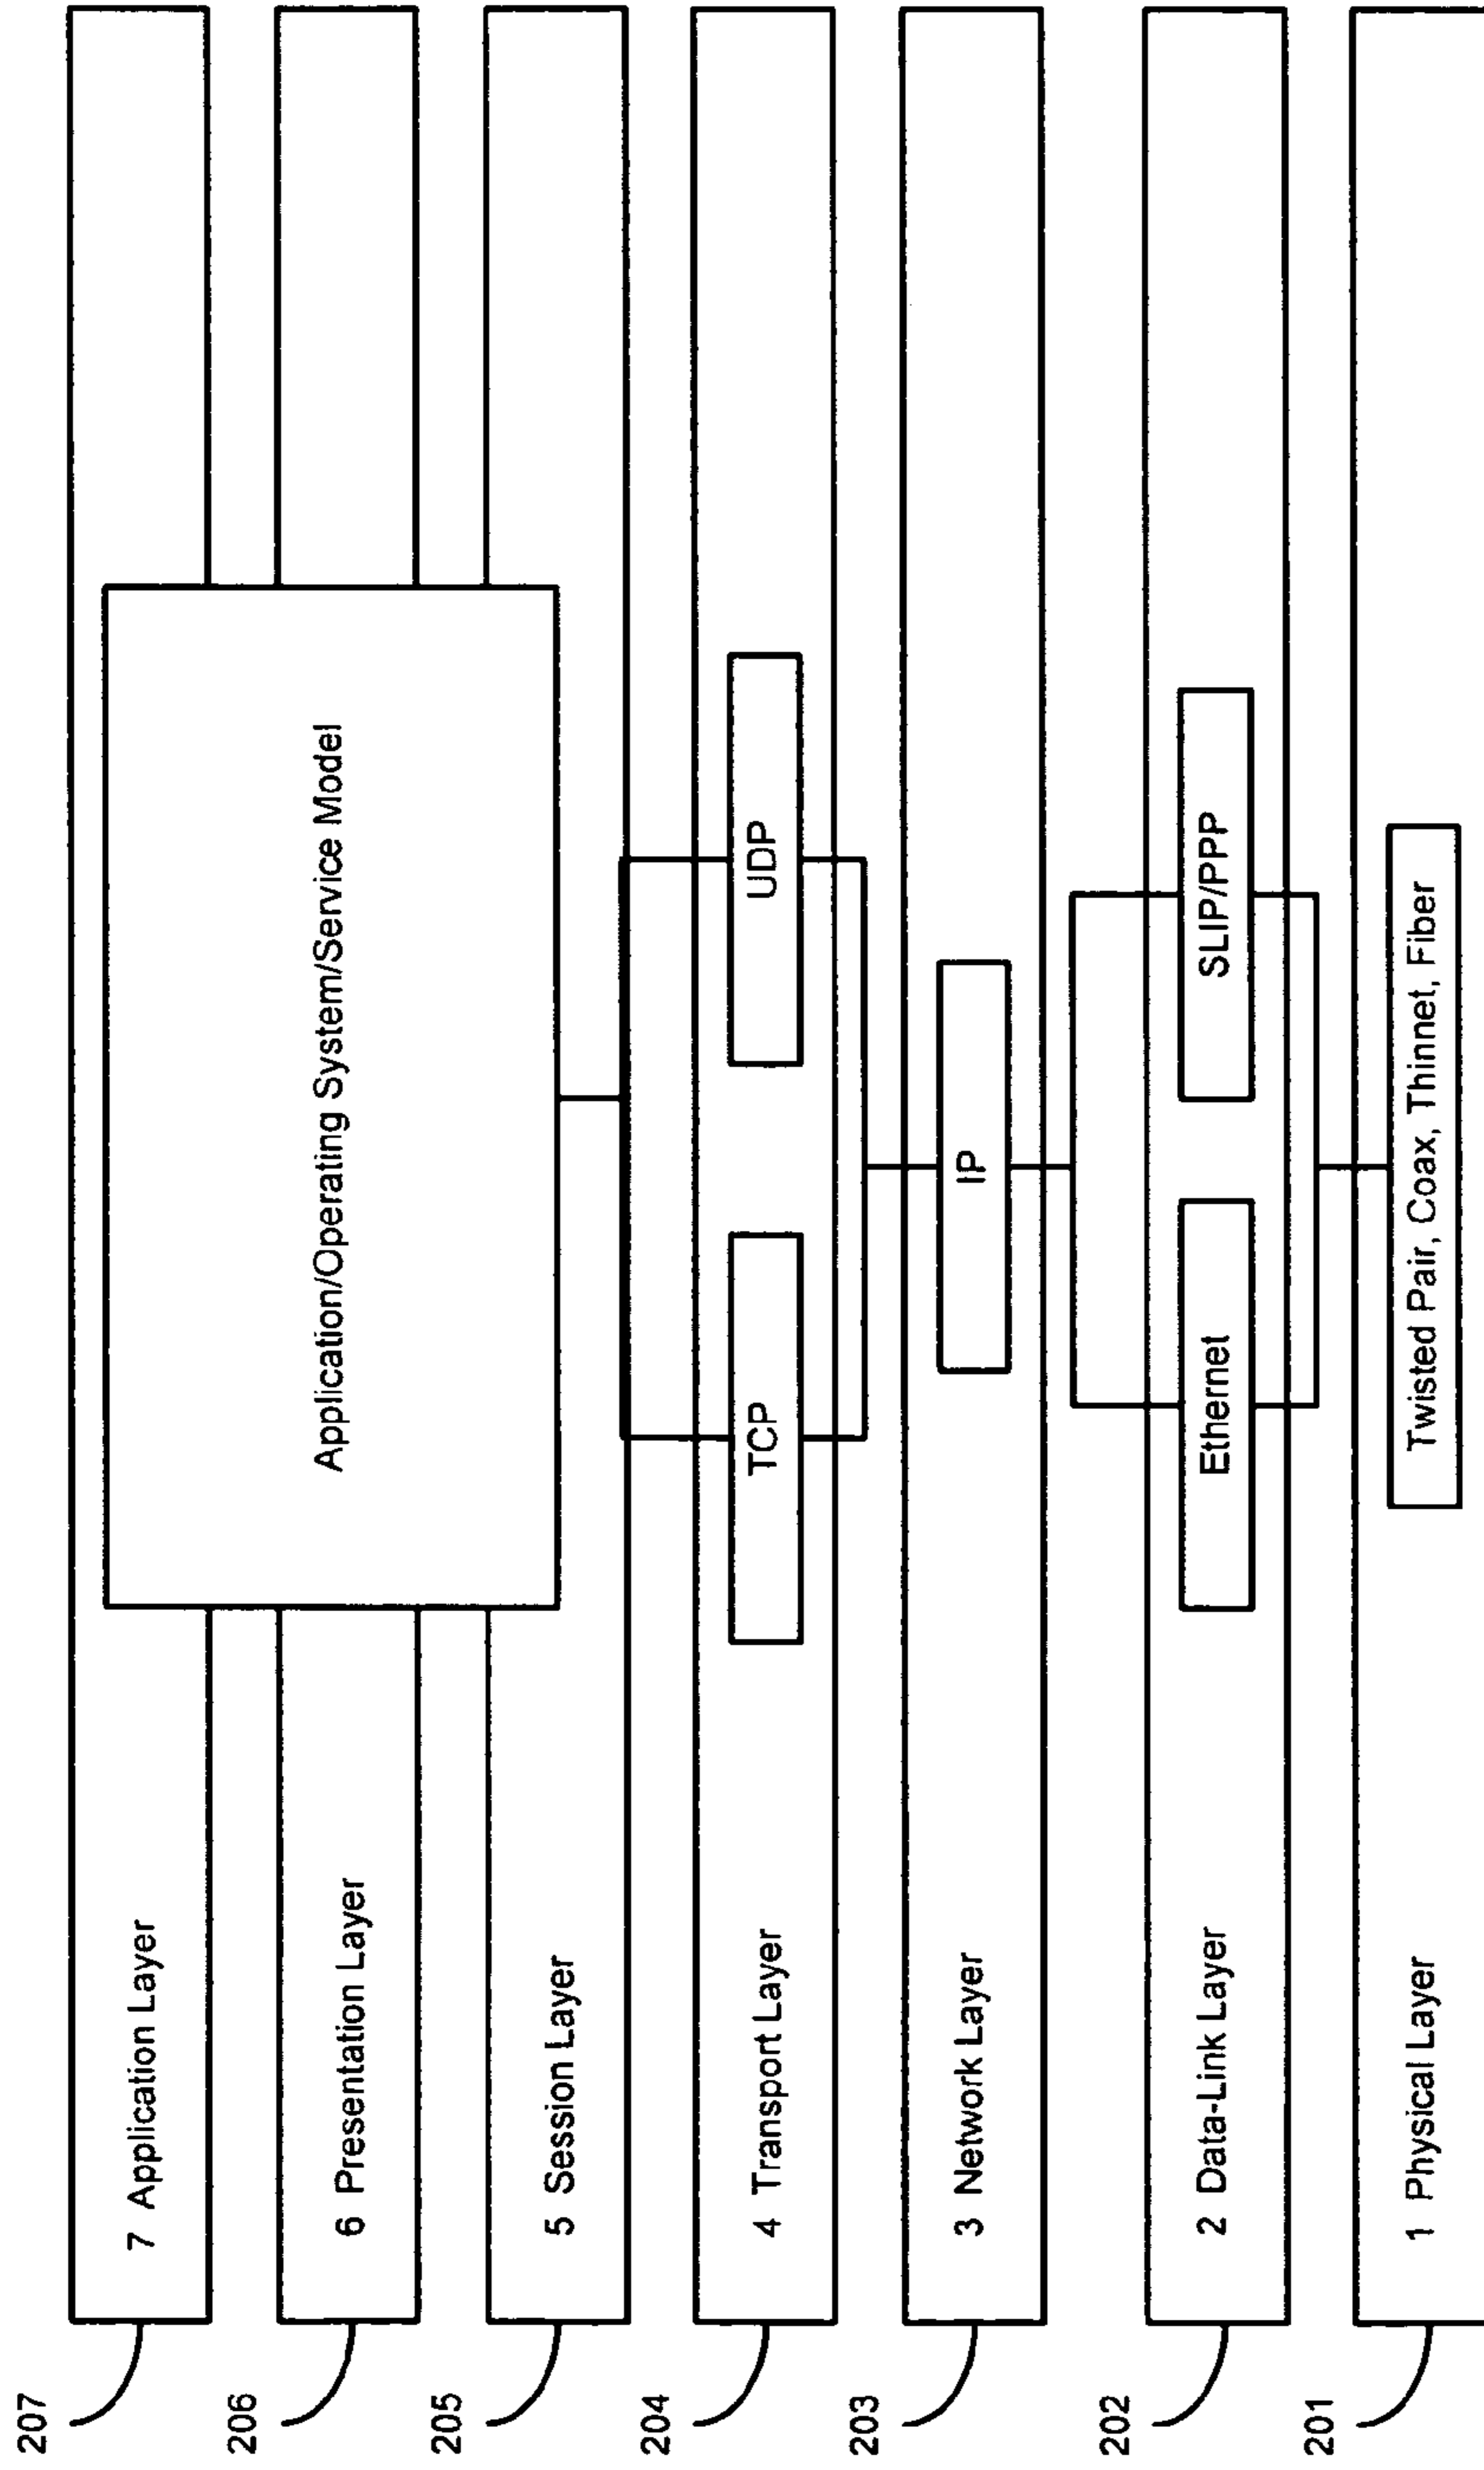 207
7 Application Layer
206
6 Presentation Layer
Application/Operating System/Service Model
205
5 Session Layer
204
4 Transport Layer
TCP
UDP
203
3 Network Layer
IP
202
2 Data-Link Layer
Ethernet
SLIP/PPP
201
1 Physical Layer
Twisted Pair, Coax, Thinnet, Fiber